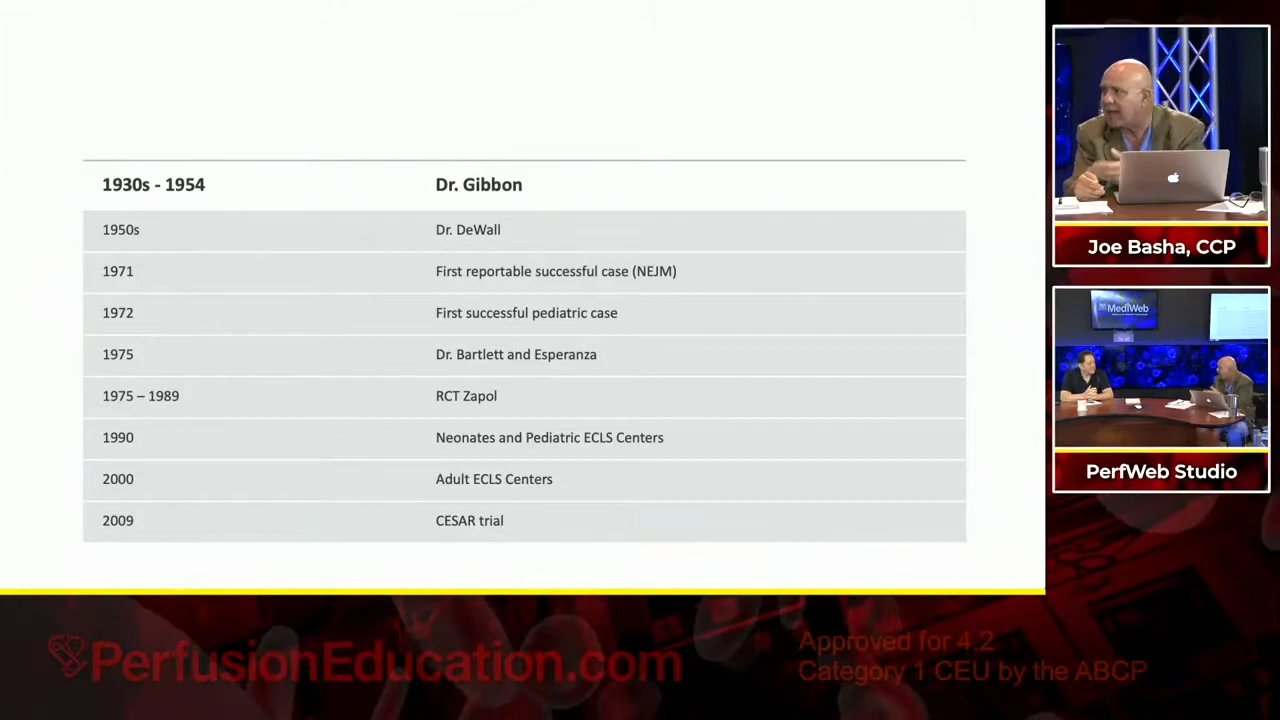 1930s - 1954 Dr. Gibbon
1950s Dr. DeWall
1971 First reportable successful case (NEJM)
1972 First successful pediatric case
1975 Dr. Bartlett and Esperanza
1975 – 1989 RCT Zapol
1990 Neonates and Pediatric ECLS Centers
2000 Adult ECLS Centers
2009 CESAR trial
Joe Basha, CCP
MediWeb
PerfWeb Studio
PerfusionEducation.com
Approved for 4.2
Category 1 CEU by the ABCP